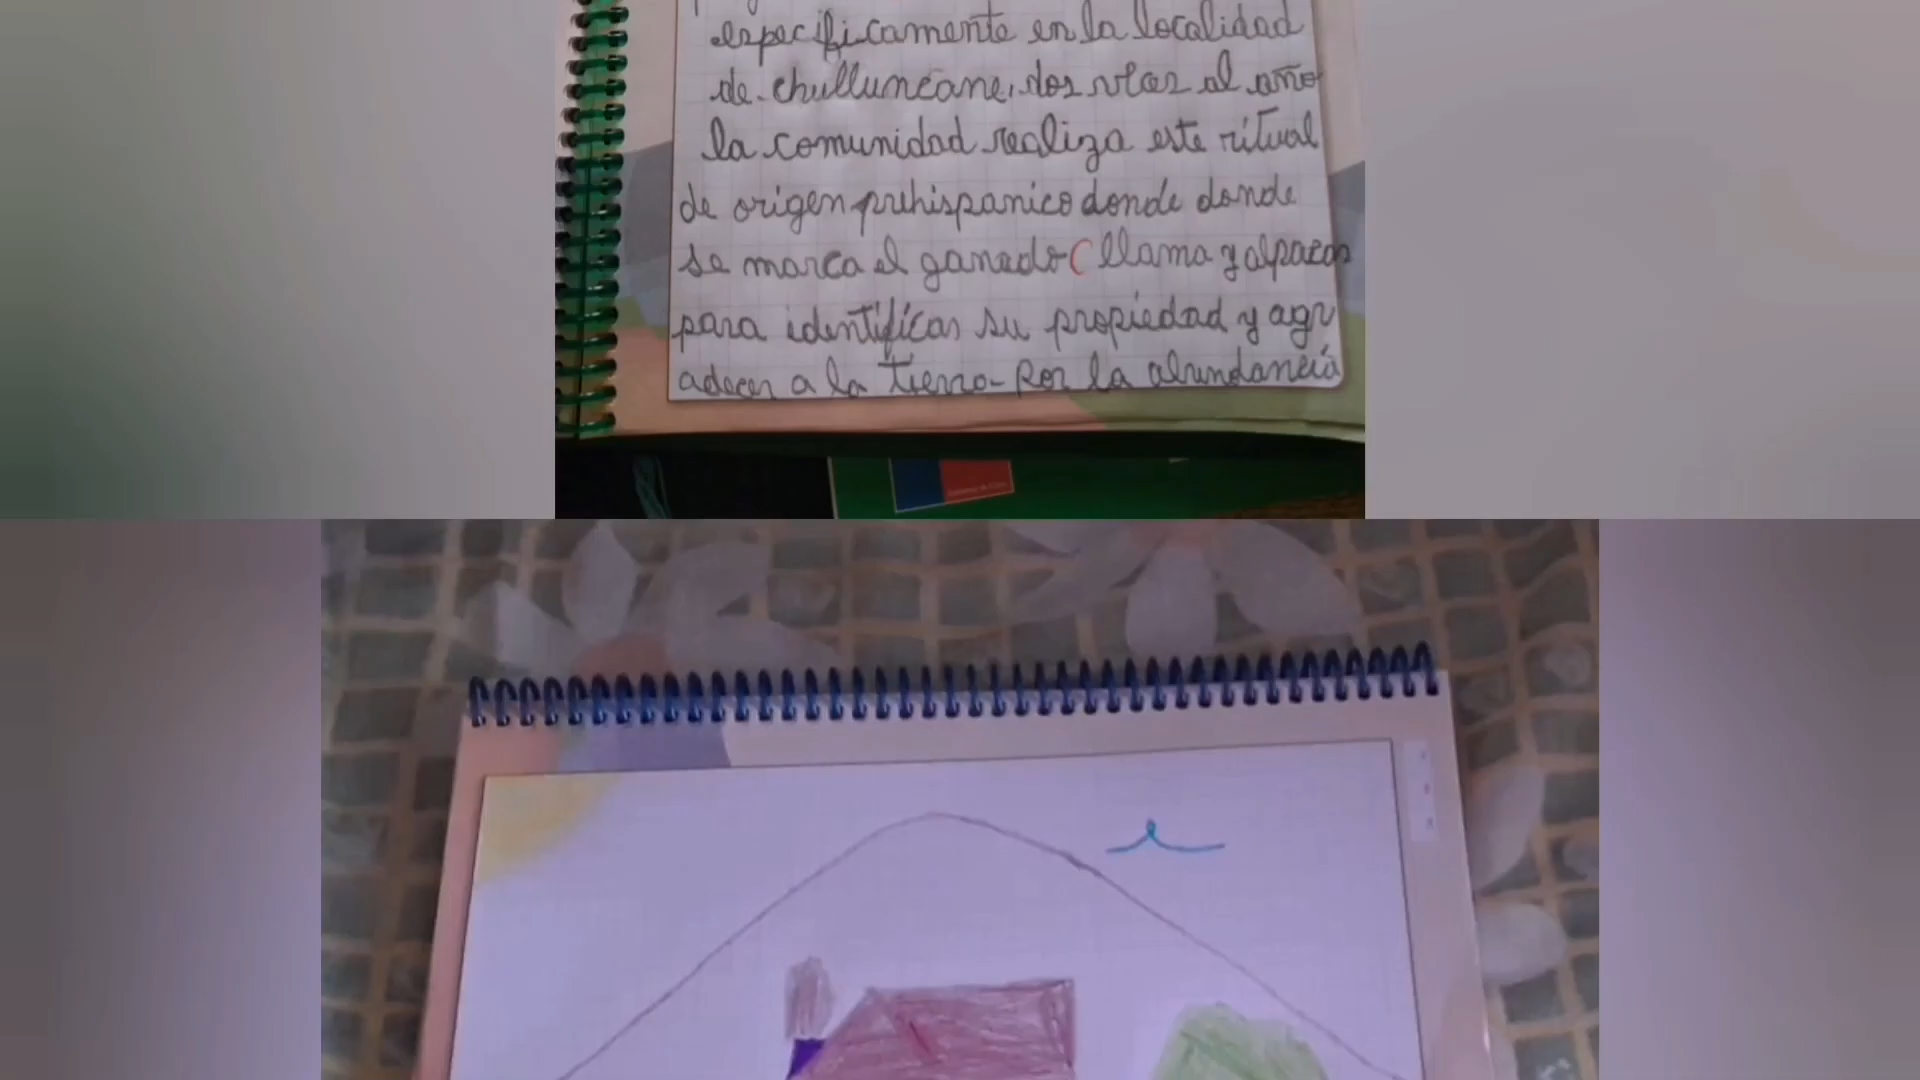 especificamente en la localidad
de chulluncane, dos veces al año
la comunidad realiza este ritual
de origen prehispanico donde donde
se marca el ganado ( llama y alpacas
para identificar su propiedad y agr
adecer a la tierra por la abundancia